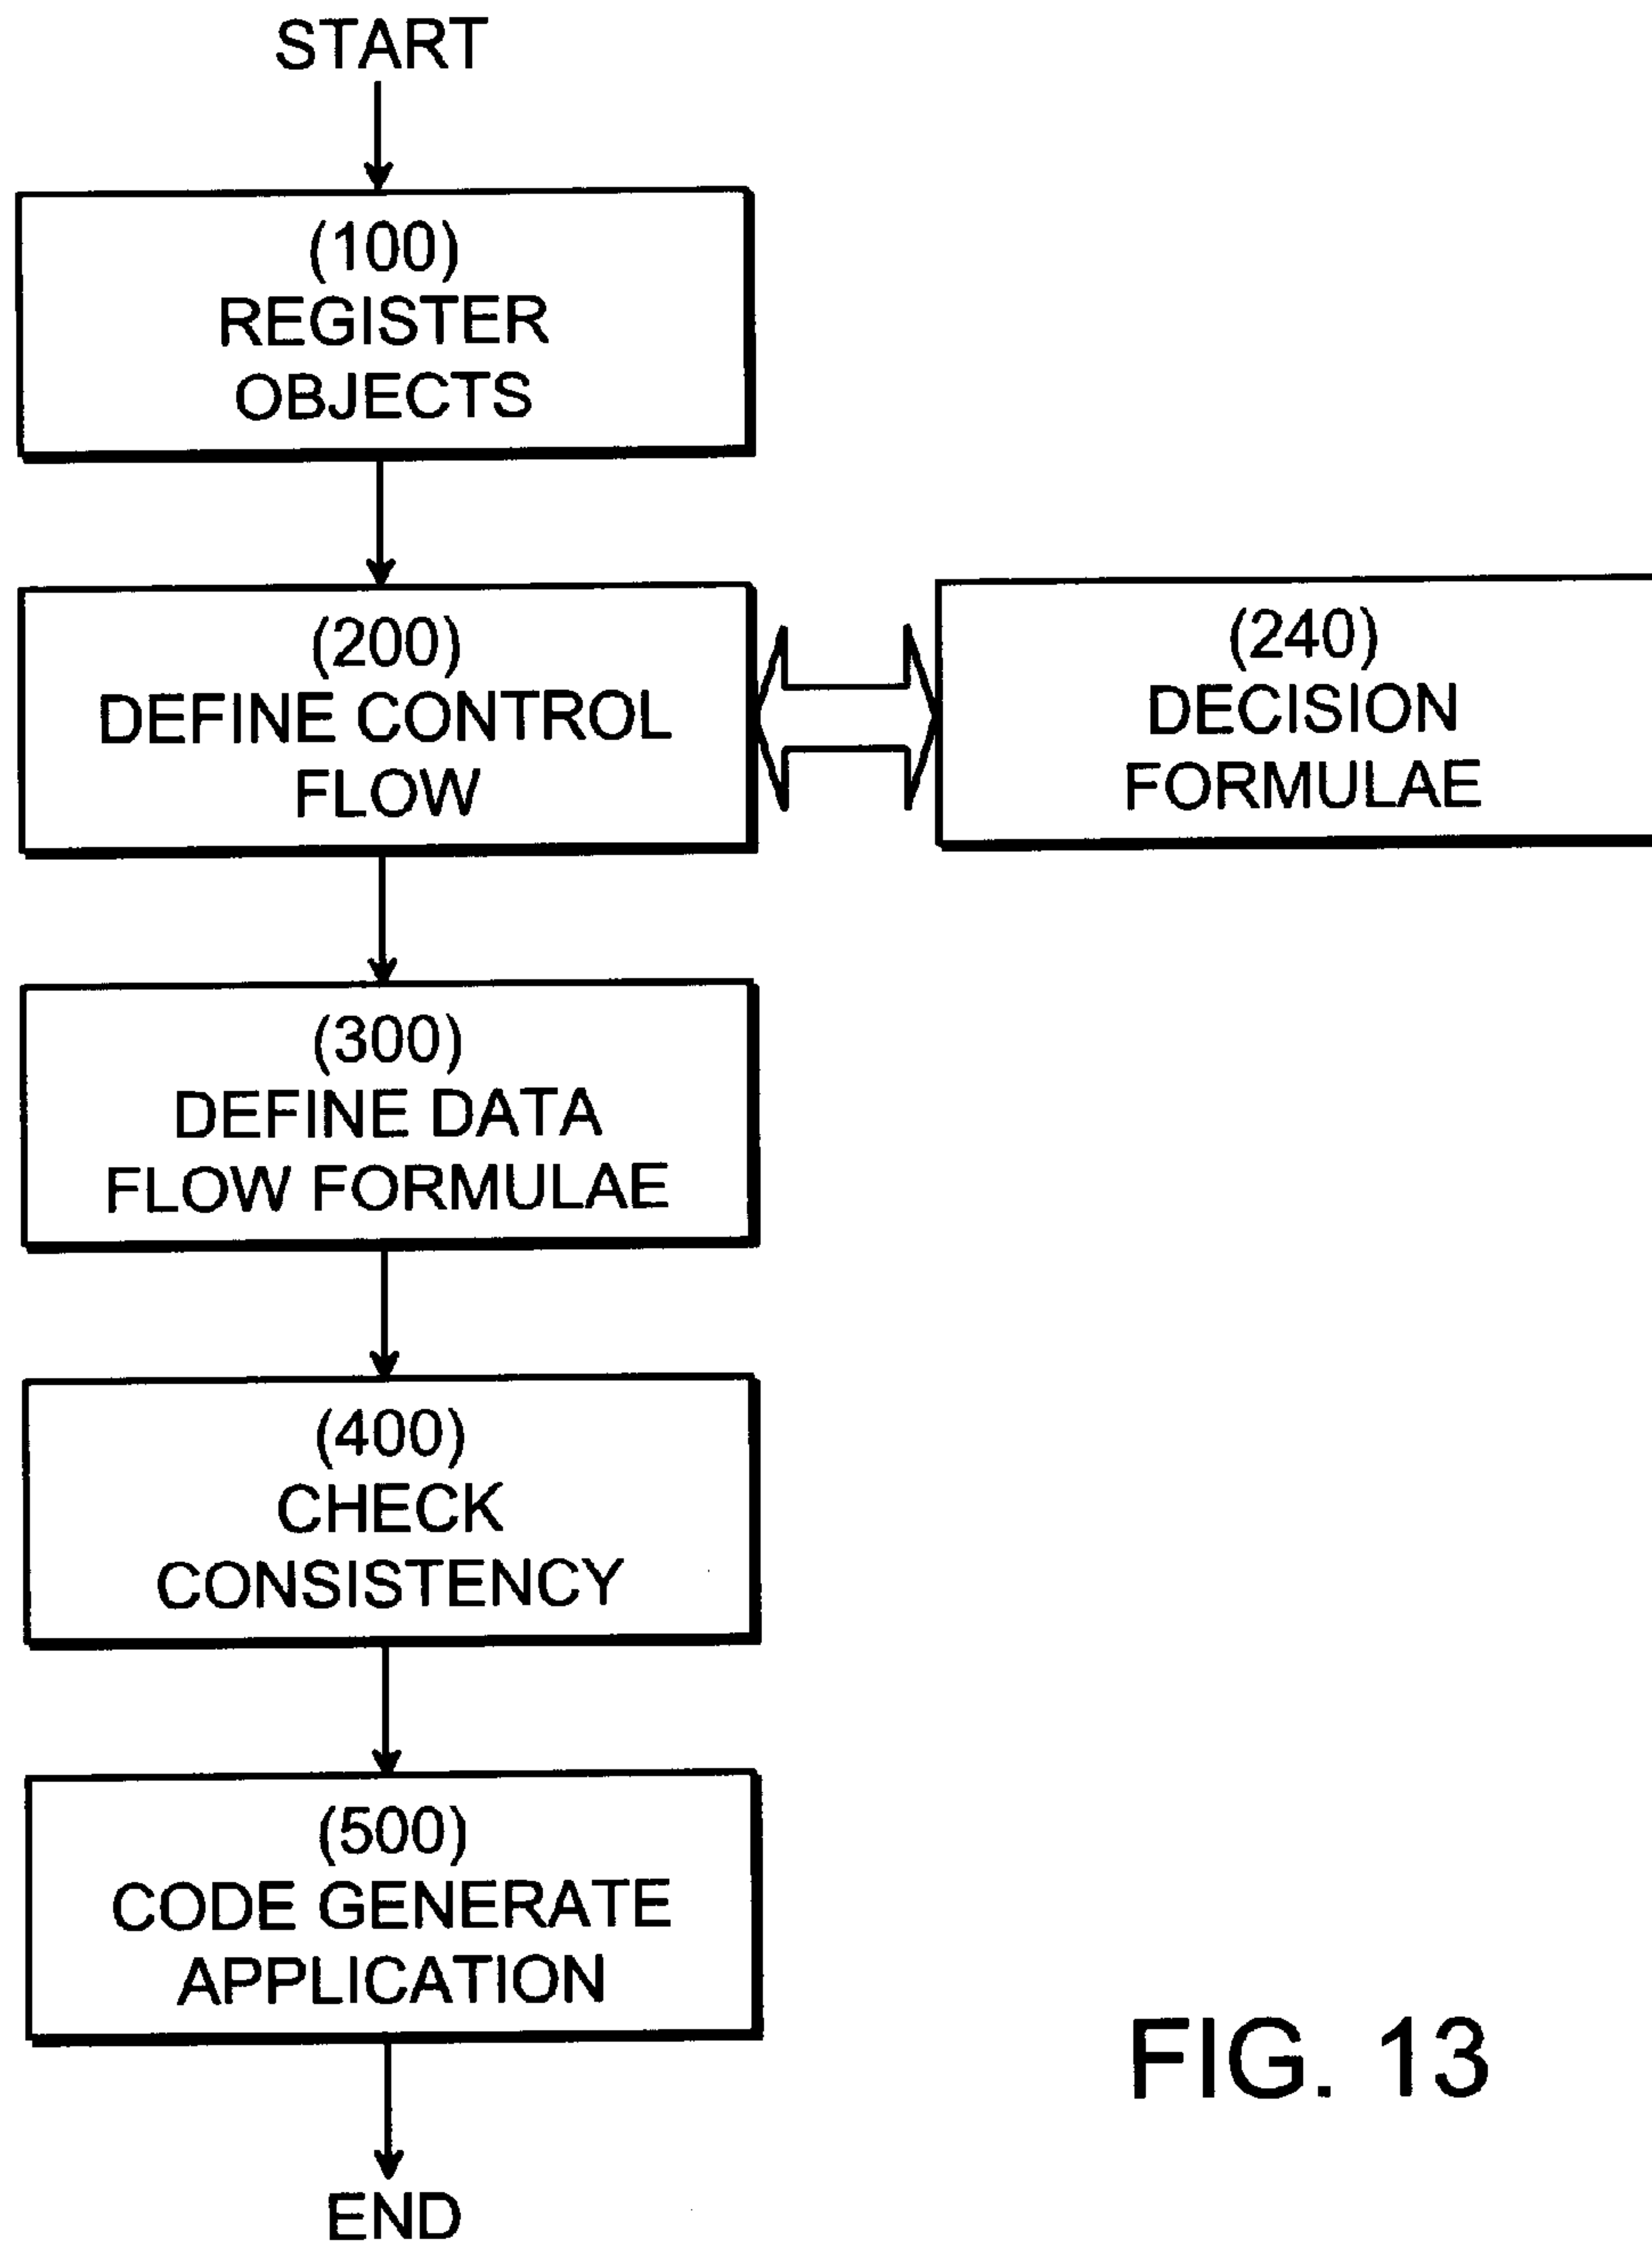 START
(100)
REGISTER
OBJECTS
(200)
DEFINE CONTROL
FLOW
(240)
DECISION
FORMULAE
(300)
DEFINE DATA
FLOW FORMULAE
(400)
CHECK
CONSISTENCY
(500)
CODE GENERATE
APPLICATION
END
FIG. 13